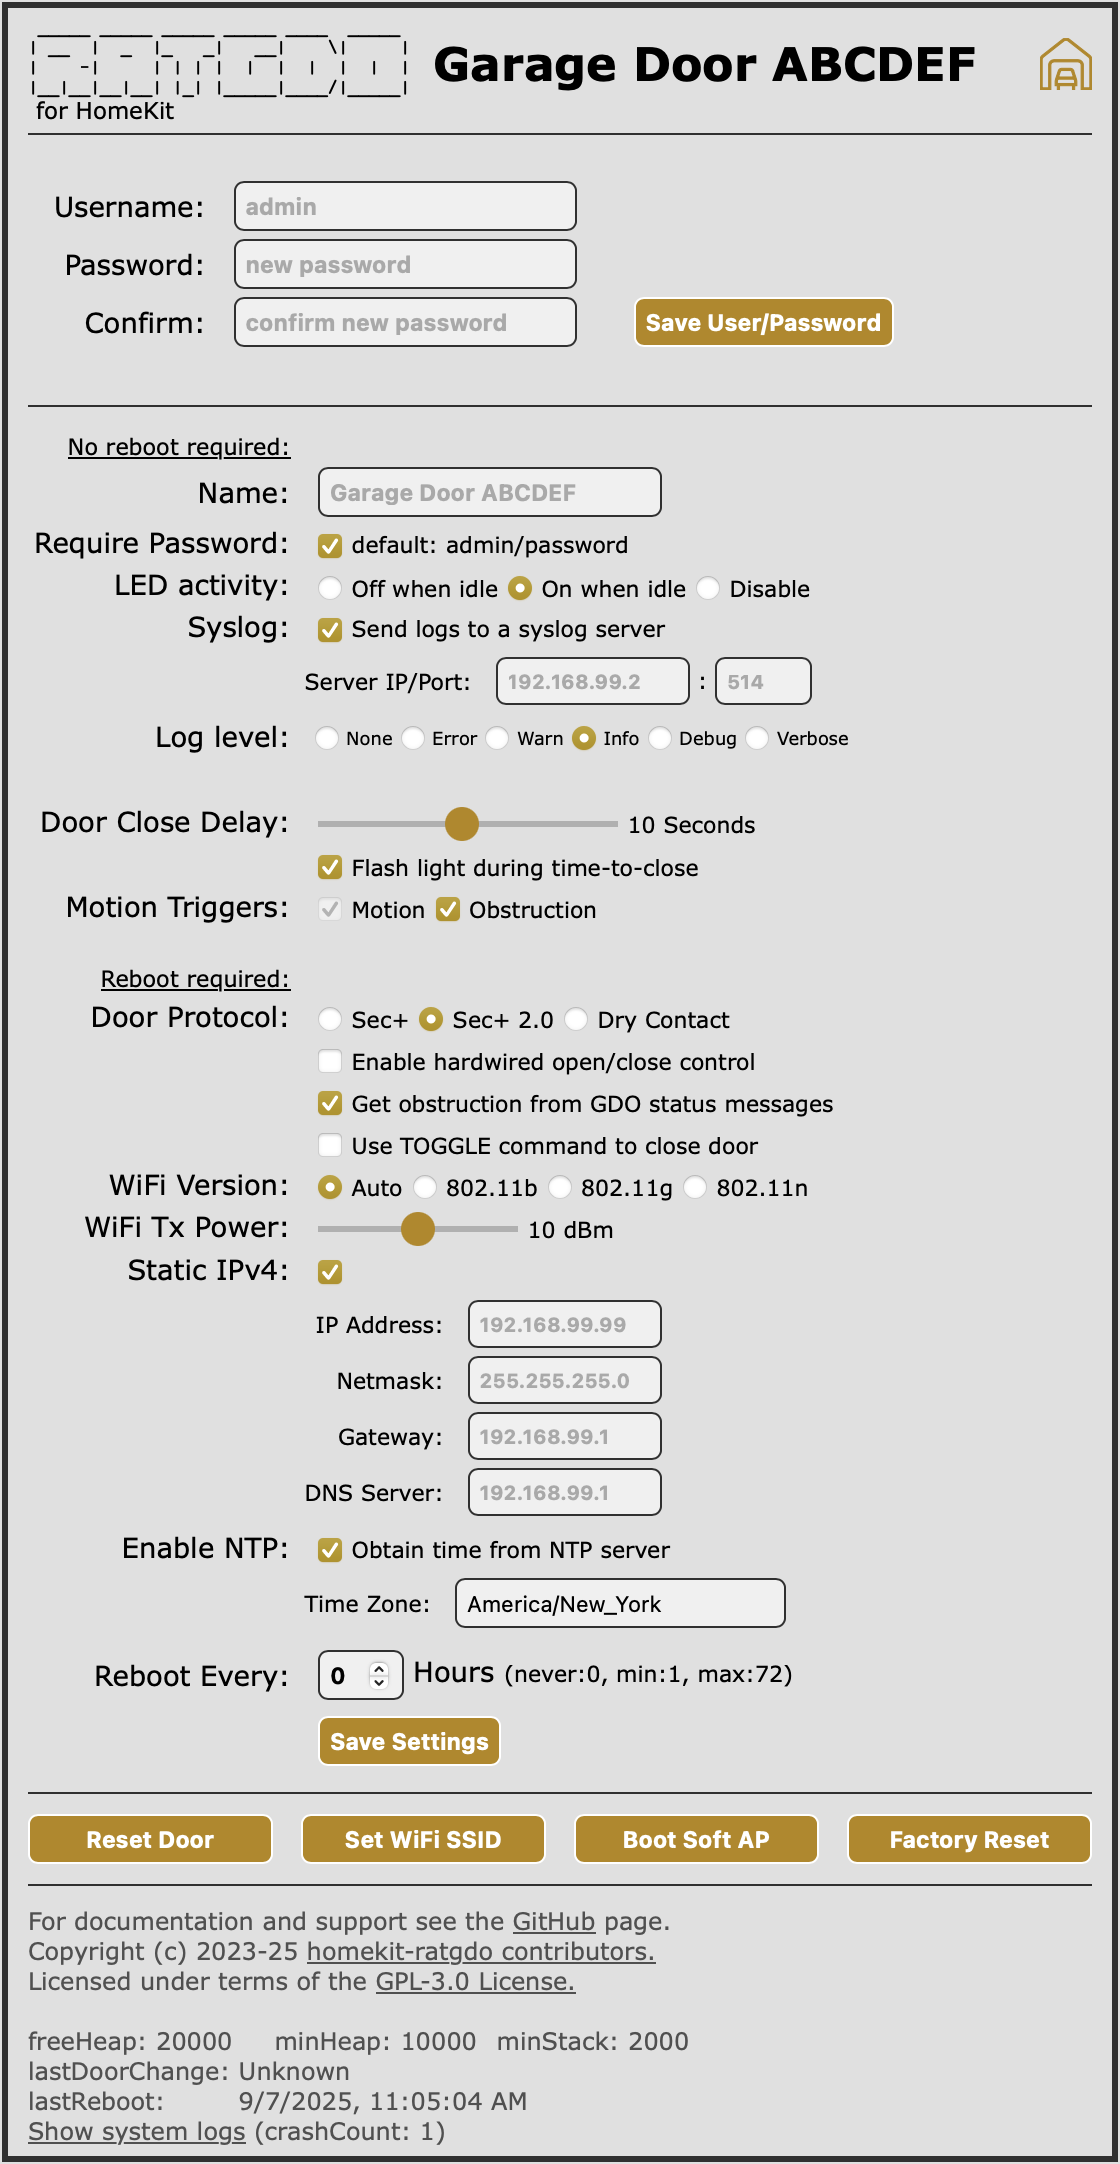 RATGDO
for HomeKit
Garage Door ABCDEF
Username: admin
Password: new password
Confirm: confirm new password
Save User/Password
No reboot required:
Name: Garage Door ABCDEF
Require Password: default: admin/password
LED activity: Off when idle On when idle Disable
Syslog: Send logs to a syslog server
Server IP/Port: 192.168.99.2 : 514
Log level: None Error Warn Info Debug Verbose
Door Close Delay: 10 Seconds
Flash light during time-to-close
Motion Triggers: Motion Obstruction
Reboot required:
Door Protocol: Sec+ Sec+ 2.0 Dry Contact
Enable hardwired open/close control
Get obstruction from GDO status messages
Use TOGGLE command to close door
WiFi Version: Auto 802.11b 802.11g 802.11n
WiFi Tx Power: 10 dBm
Static IPv4:
IP Address: 192.168.99.99
Netmask: 255.255.255.0
Gateway: 192.168.99.1
DNS Server: 192.168.99.1
Enable NTP: Obtain time from NTP server
Time Zone: America/New_York
Reboot Every: 0 Hours (never:0, min:1, max:72)
Save Settings
Reset Door Set WiFi SSID Boot Soft AP Factory Reset
For documentation and support see the GitHub page.
Copyright (c) 2023-25 homekit-ratgdo contributors.
Licensed under terms of the GPL-3.0 License.
freeHeap: 20000 minHeap: 10000 minStack: 2000
lastDoorChange: Unknown
lastReboot: 9/7/2025, 11:05:04 AM
Show system logs (crashCount: 1)